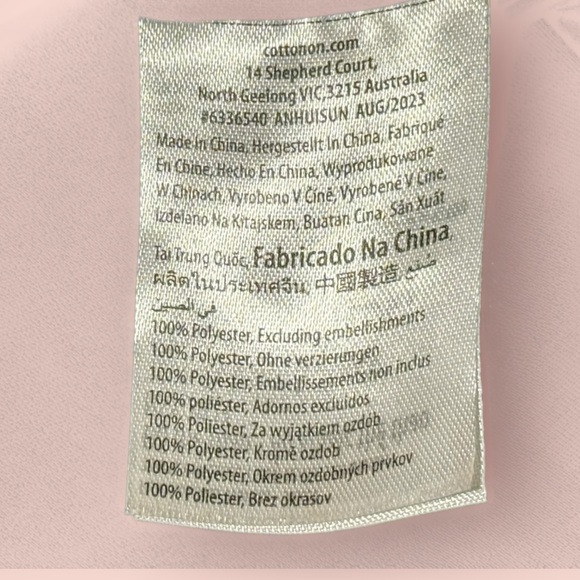 cottonon.com
14 Shepherd Court,
North Geelong VIC 3215 Australia
#6336540 ANHUISUN AUG/2023
Made in China, Hergestellt In China, Fabriqué
En Chine, Hecho En China, Wyprodukowane
W Chinach, Vyrobeno V Číně, Vyrobené V Číne,
Izdelano Na Kitajskem, Buatan Cina, Sản Xuất
Tại Trung Quốc, Fabricado Na China
ผลิตในประเทศจีน, 中國製造 صنع
في الصين
100% Polyester, Excluding embellishments
100% Polyester, Ohne verzierungen
100% Polyester, Embellissements non inclus
100% poliéster, Adornos excluidos
100% Polyester, Za wyjątkiem ozdób
100% Polyester, Kromě ozdob
100% Polyester, Okrem ozdobných prvkov
100% Poliester, Brez okrasov